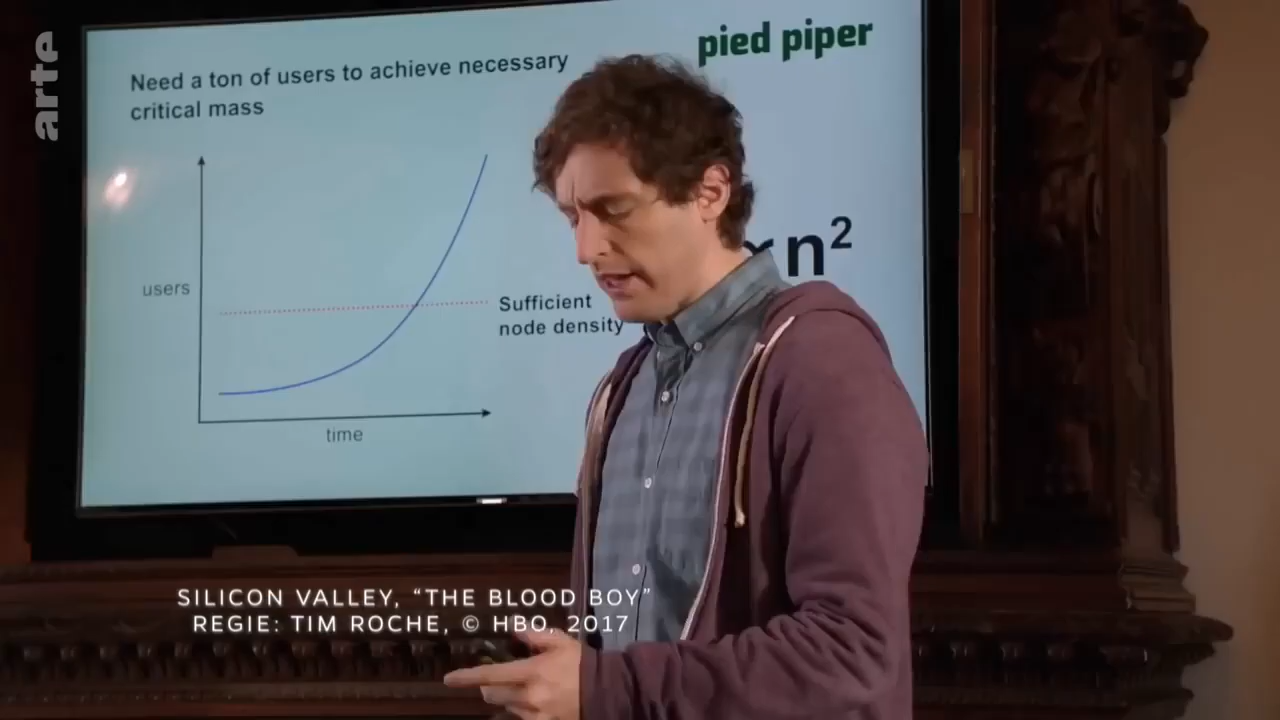 arte
pied piper
Need a ton of users to achieve necessary
critical mass
n²
users
Sufficient
node density
time
SILICON VALLEY, “THE BLOOD BOY”
REGIE: TIM ROCHE, © HBO, 2017